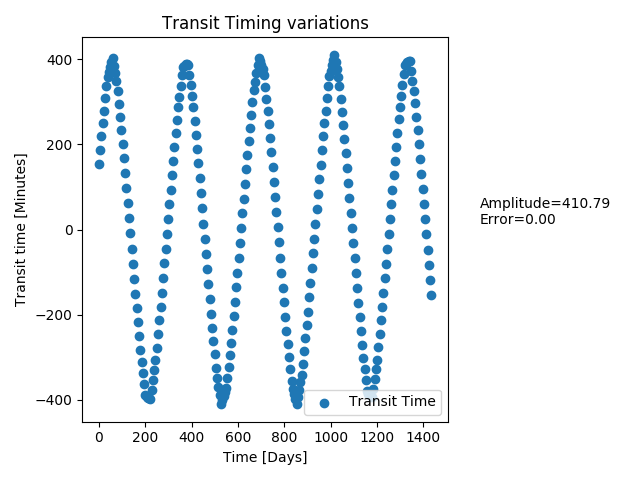 Transit Timing variations
400
200
0
−200
−400
Transit time [Minutes]
0
200
400
600
800
1000
1200
1400
Time [Days]
Transit Time
Amplitude=410.79
Error=0.00